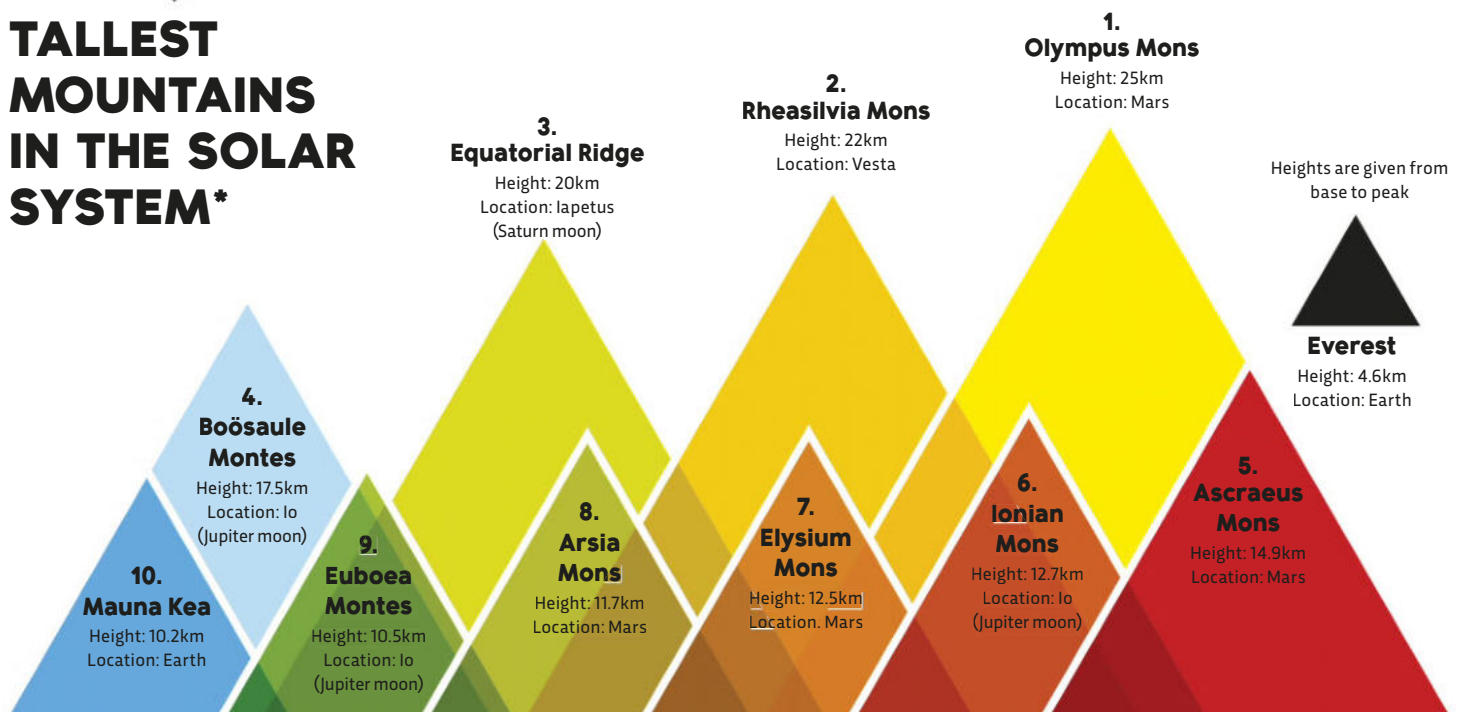 TALLEST
MOUNTAINS
IN THE SOLAR
SYSTEM*
1.
Olympus Mons
Height: 25km
Location: Mars
2.
Rheasilvia Mons
Height: 22km
Location: Vesta
3.
Equatorial Ridge
Height: 20km
Location: Iapetus
(Saturn moon)
Heights are given from
base to peak
Everest
Height: 4.6km
Location: Earth
4.
Boösaule
Montes
Height: 17.5km
Location: Io
(Jupiter moon)
5.
Ascraeus
Mons
Height: 14.9km
Location: Mars
6.
Ionian
Mons
Height: 12.7km
Location: Io
(Jupiter moon)
7.
Elysium
Mons
Height: 12.5km
Location. Mars
8.
Arsia
Mons
Height: 11.7km
Location: Mars
9.
Euboea
Montes
Height: 10.5km
Location: Io
(Jupiter moon)
10.
Mauna Kea
Height: 10.2km
Location: Earth